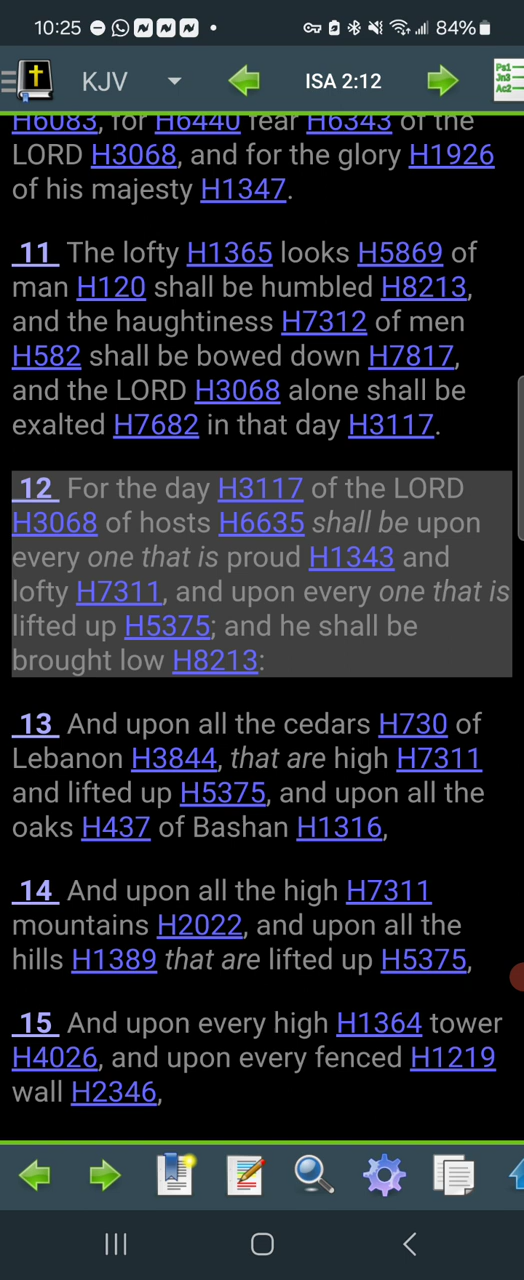 10:25 84%
KJV ISA 2:12
Ps1
Jn3
Ac2
H6083, for H6440 fear H6343 of the
LORD H3068, and for the glory H1926
of his majesty H1347.
11 The lofty H1365 looks H5869 of
man H120 shall be humbled H8213,
and the haughtiness H7312 of men
H582 shall be bowed down H7817,
and the LORD H3068 alone shall be
exalted H7682 in that day H3117.
12 For the day H3117 of the LORD
H3068 of hosts H6635 shall be upon
every one that is proud H1343 and
lofty H7311, and upon every one that is
lifted up H5375; and he shall be
brought low H8213:
13 And upon all the cedars H730 of
Lebanon H3844, that are high H7311
and lifted up H5375, and upon all the
oaks H437 of Bashan H1316,
14 And upon all the high H7311
mountains H2022, and upon all the
hills H1389 that are lifted up H5375,
15 And upon every high H1364 tower
H4026, and upon every fenced H1219
wall H2346,